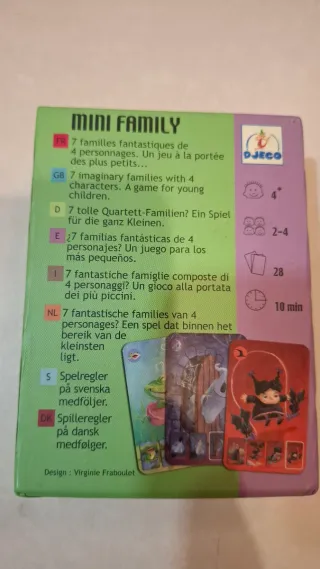 MINI FAMILY
DJECO
FR 7 familles fantastiques de
4 personnages. Un jeu à la portée
des plus petits...
GB 7 imaginary families with 4
characters. A game for young
children.
D 7 tolle Quartett-Familien? Ein Spiel
für die ganz Kleinen.
E ¿7 familias fantásticas de 4
personajes? Un juego para los
más pequeños.
I 7 fantastiche famiglie composte di
4 personaggi? Un gioco alla portata
dei più piccini.
NL 7 fantastische families van 4
personages? Een spel dat binnen het
bereik van de
kleinsten
ligt.
S Spelregler
på svenska
medföljer.
DK Spilleregler
på dansk
medfølger.
4+
2-4
28
10 min
Design : Virginie Fraboulet